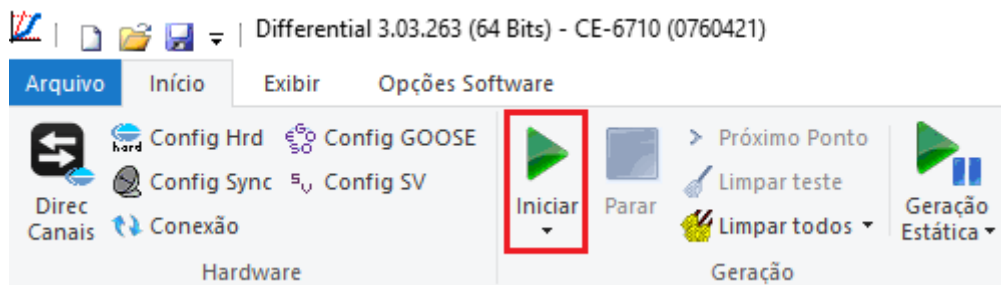 Differential 3.03.263 (64 Bits) - CE-6710 (0760421)
Arquivo Início Exibir Opções Software
Direc Canais
hard Config Hrd
Config Sync
Conexão
Config GOOSE
Config SV
Hardware
Iniciar
Parar
Próximo Ponto
Limpar teste
Limpar todos
Geração Estática
Geração